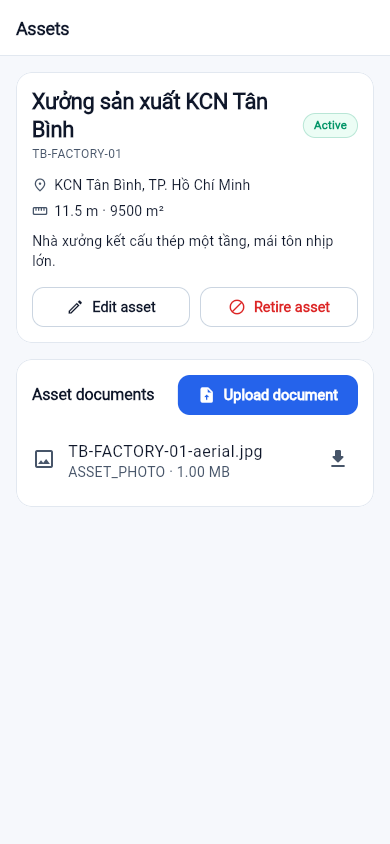 Assets
Xưởng sản xuất KCN Tân
Bình
Active
TB-FACTORY-01
KCN Tân Bình, TP. Hồ Chí Minh
11.5 m · 9500 m²
Nhà xưởng kết cấu thép một tầng, mái tôn nhịp
lớn.
Edit asset
Retire asset
Asset documents
Upload document
TB-FACTORY-01-aerial.jpg
ASSET_PHOTO · 1.00 MB